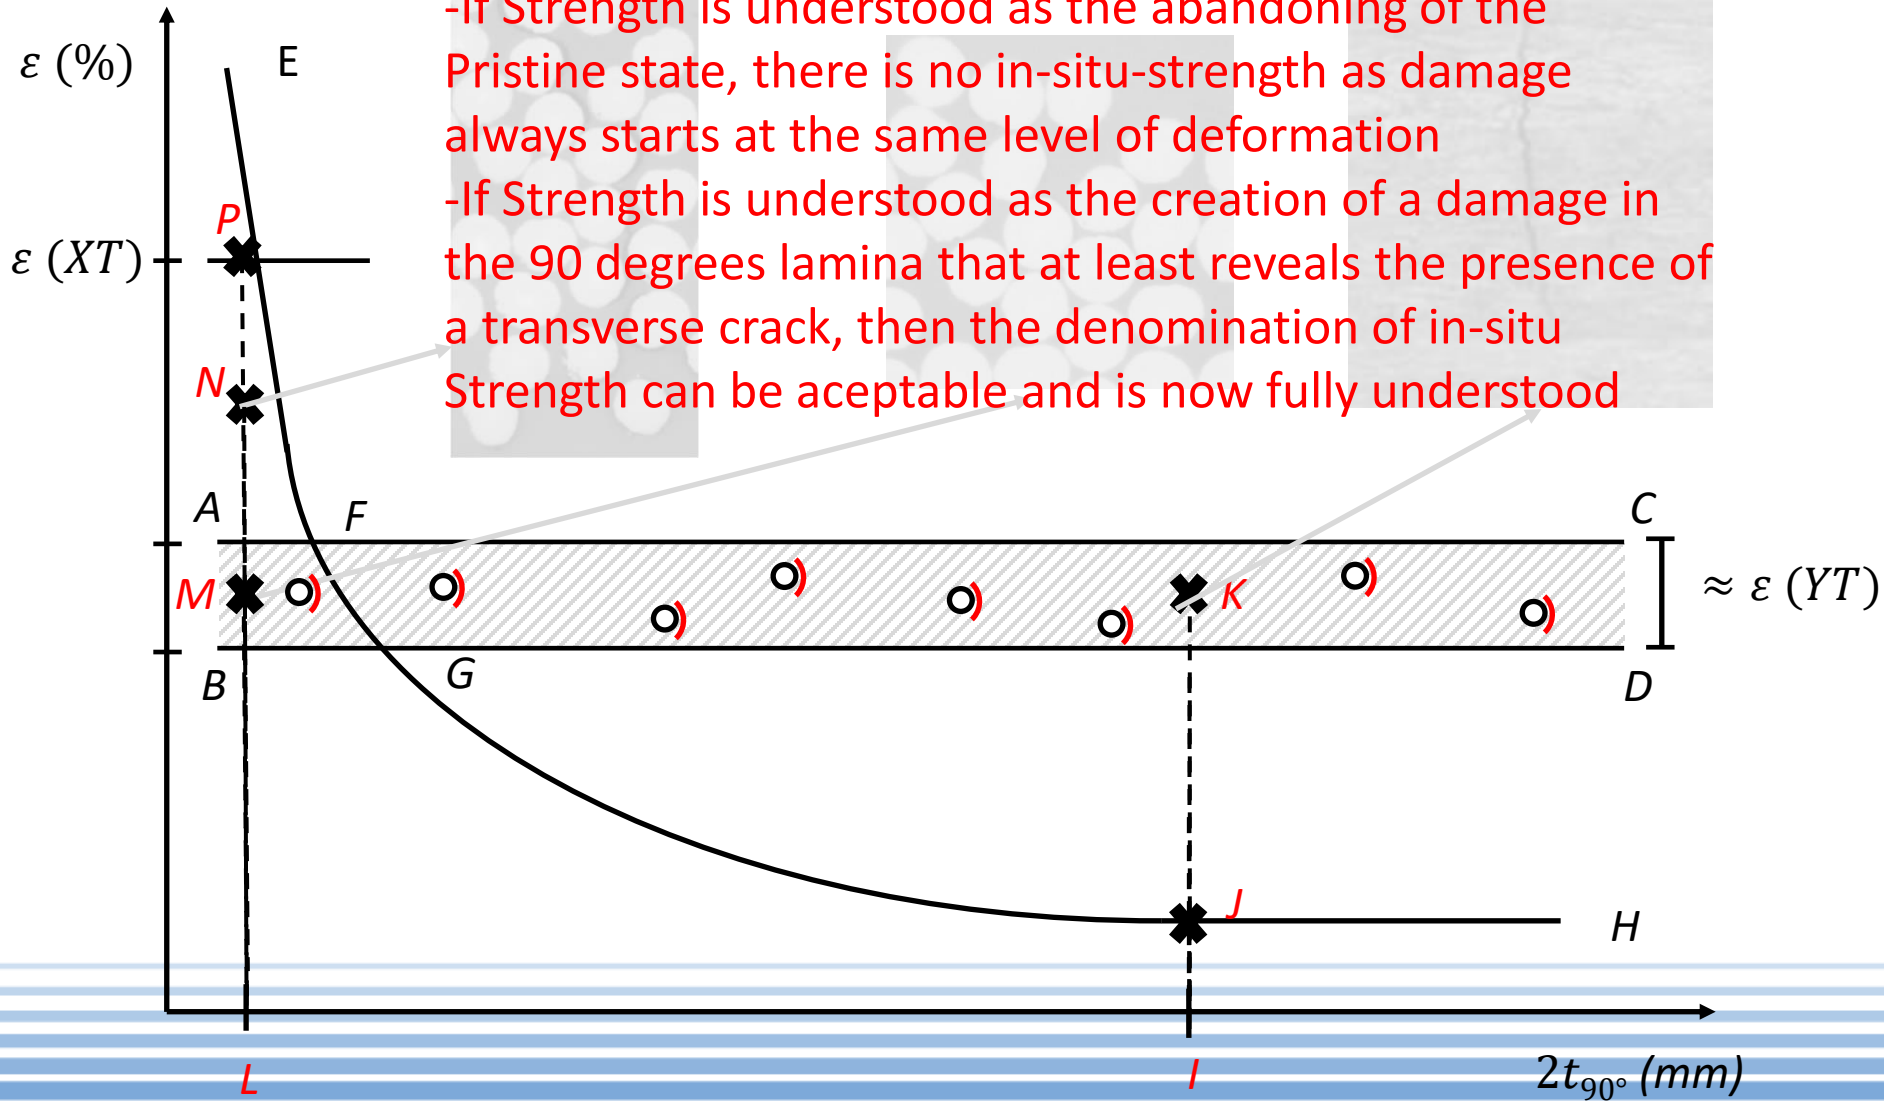 -If Strength is understood as the abandoning of the
Pristine state, there is no in-situ-strength as damage
always starts at the same level of deformation
-If Strength is understood as the creation of a damage in
the 90 degrees lamina that at least reveals the presence of
a transverse crack, then the denomination of in-situ
Strength can be aceptable and is now fully understood
ε (%)
E
P
ε (XT)
N
A
F
C
M
K
≈ ε (YT)
B
G
D
J
H
L
I
2t₉₀° (mm)